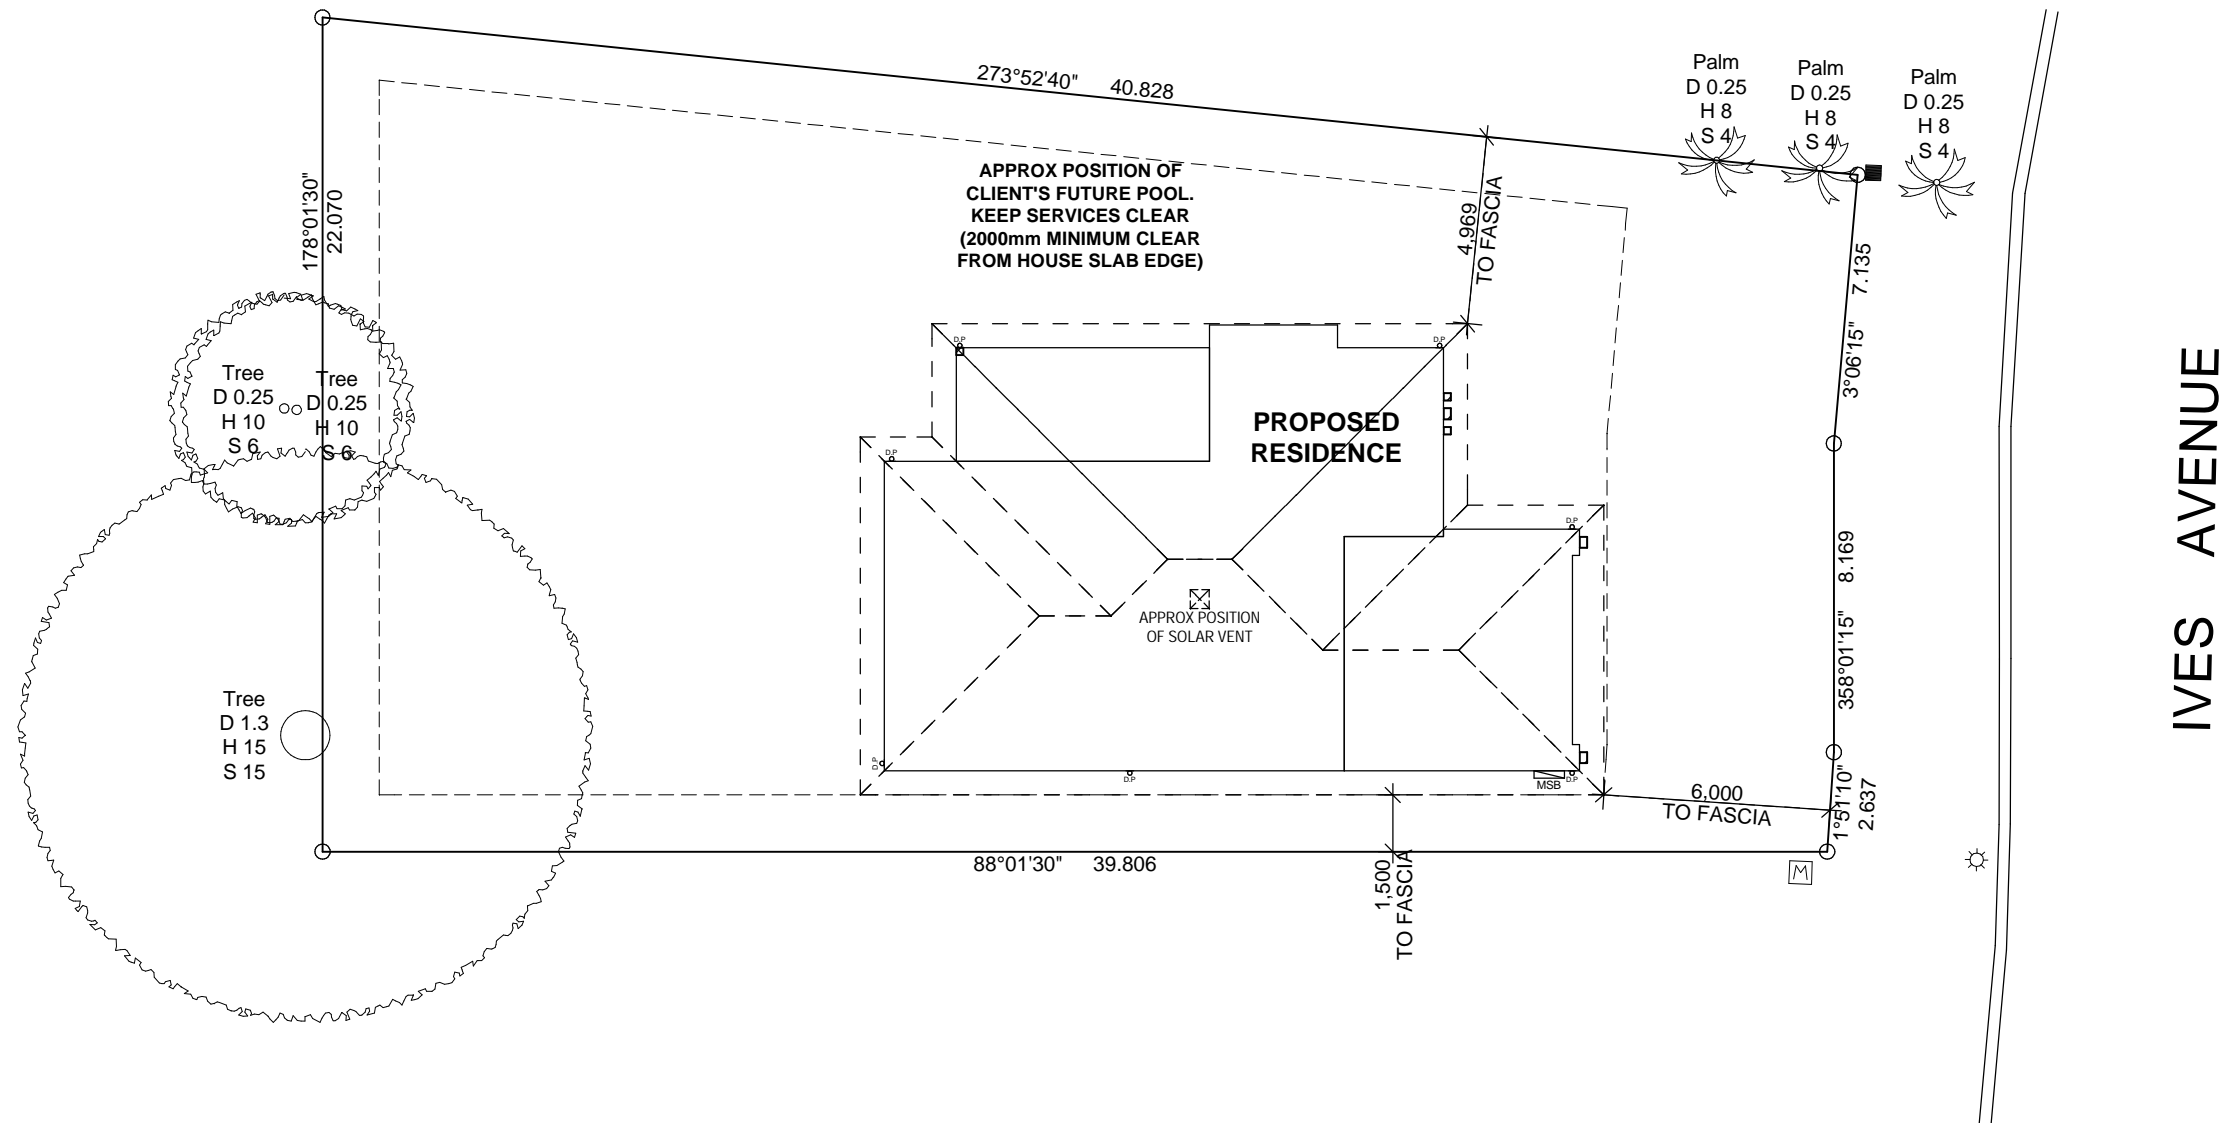 273°52'40" 40.828
Palm
D 0.25
H 8
S 4
Palm
D 0.25
H 8
S 4
Palm
D 0.25
H 8
S 4
178°01'30"
22.070
APPROX POSITION OF
CLIENT'S FUTURE POOL.
KEEP SERVICES CLEAR
(2000mm MINIMUM CLEAR
FROM HOUSE SLAB EDGE)
4,969
TO FASCIA
7.135
3°06'15"
IVES AVENUE
Tree
D 0.25
H 10
S 6
Tree
D 0.25
H 10
S 6
D.P
D.P
PROPOSED
RESIDENCE
D.P
D.P
8.169
358°01'15"
APPROX POSITION
OF SOLAR VENT
Tree
D 1.3
H 15
S 15
D.P
D.P
MSB
D.P
6,000
TO FASCIA
1°51'10"
2.637
88°01'30" 39.806
1,500
TO FASCIA
M